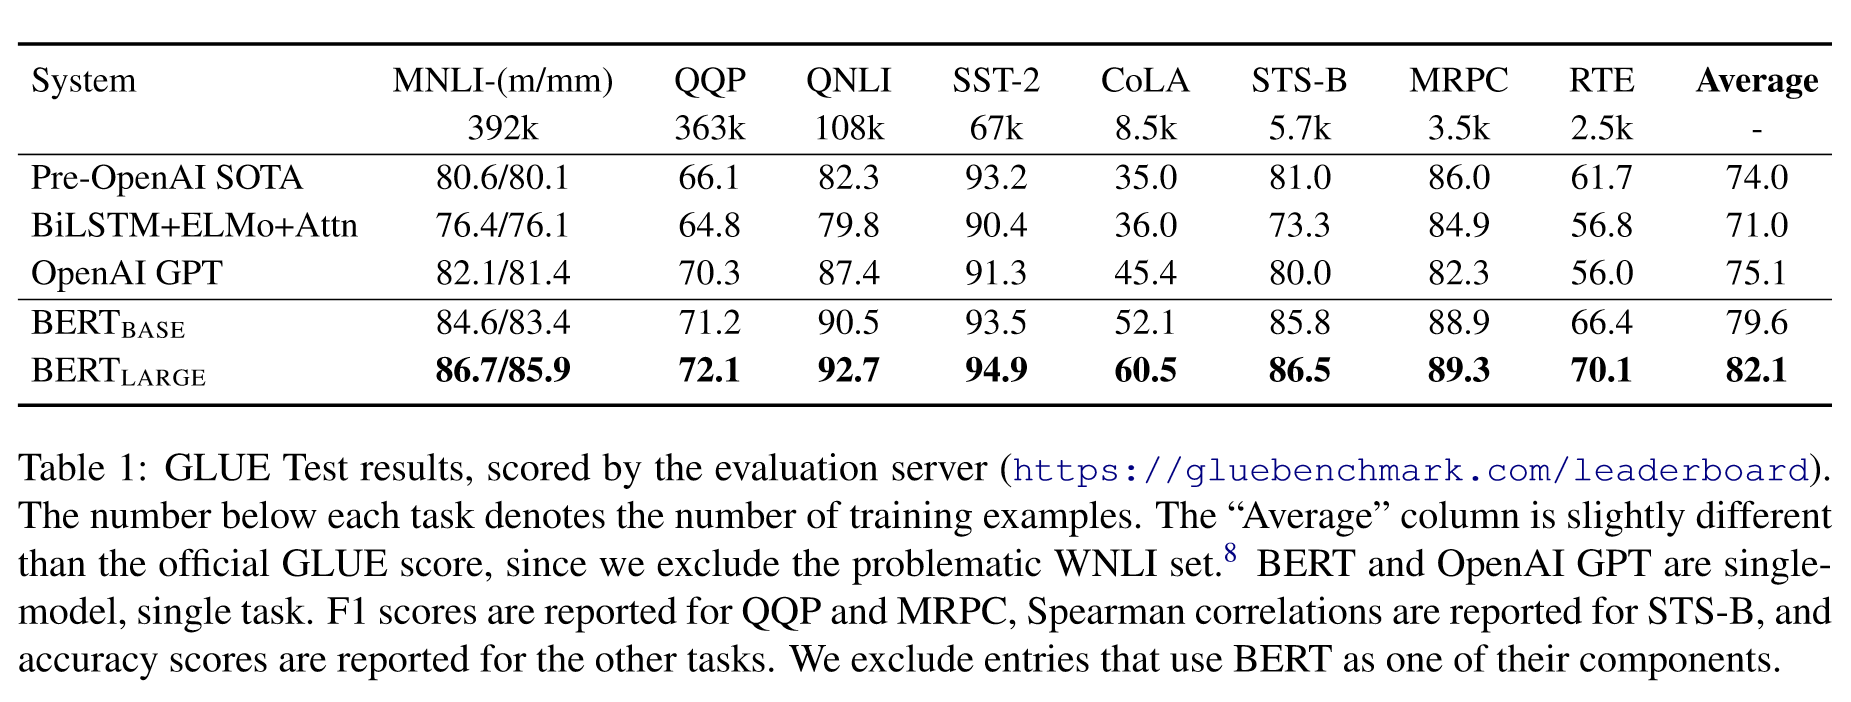 System MNLI-(m/mm) QQP QNLI SST-2 CoLA STS-B MRPC RTE Average
392k 363k 108k 67k 8.5k 5.7k 3.5k 2.5k -
Pre-OpenAI SOTA 80.6/80.1 66.1 82.3 93.2 35.0 81.0 86.0 61.7 74.0
BiLSTM+ELMo+Attn 76.4/76.1 64.8 79.8 90.4 36.0 73.3 84.9 56.8 71.0
OpenAI GPT 82.1/81.4 70.3 87.4 91.3 45.4 80.0 82.3 56.0 75.1
BERTBASE 84.6/83.4 71.2 90.5 93.5 52.1 85.8 88.9 66.4 79.6
BERTLARGE 86.7/85.9 72.1 92.7 94.9 60.5 86.5 89.3 70.1 82.1
Table 1: GLUE Test results, scored by the evaluation server (https://gluebenchmark.com/leaderboard).
The number below each task denotes the number of training examples. The “Average” column is slightly different
than the official GLUE score, since we exclude the problematic WNLI set.8 BERT and OpenAI GPT are single-
model, single task. F1 scores are reported for QQP and MRPC, Spearman correlations are reported for STS-B, and
accuracy scores are reported for the other tasks. We exclude entries that use BERT as one of their components.